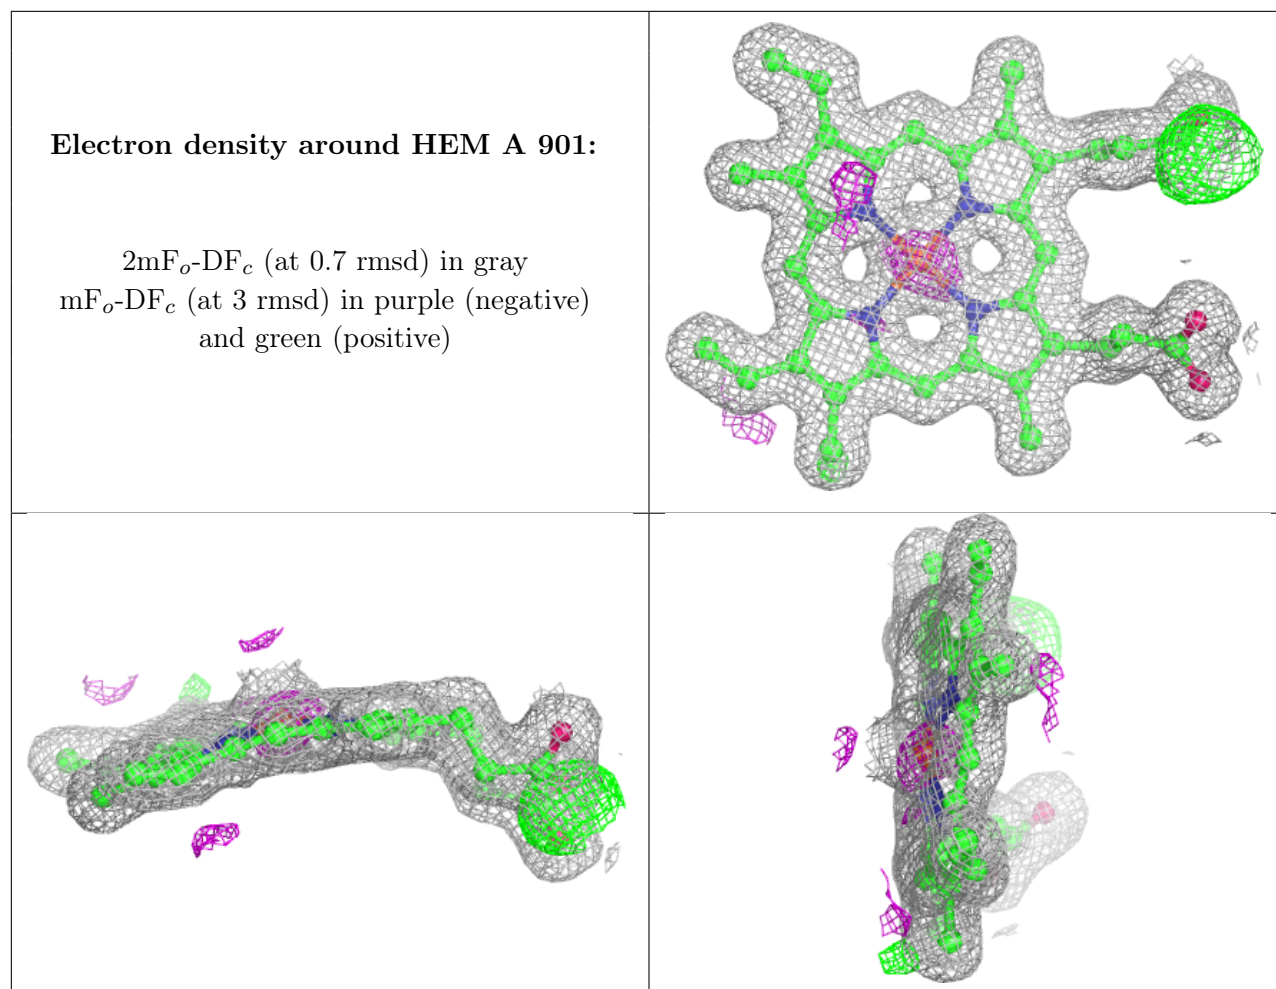 Electron density around HEM A 901:
2mFo-DFc (at 0.7 rmsd) in gray
mFo-DFc (at 3 rmsd) in purple (negative)
and green (positive)